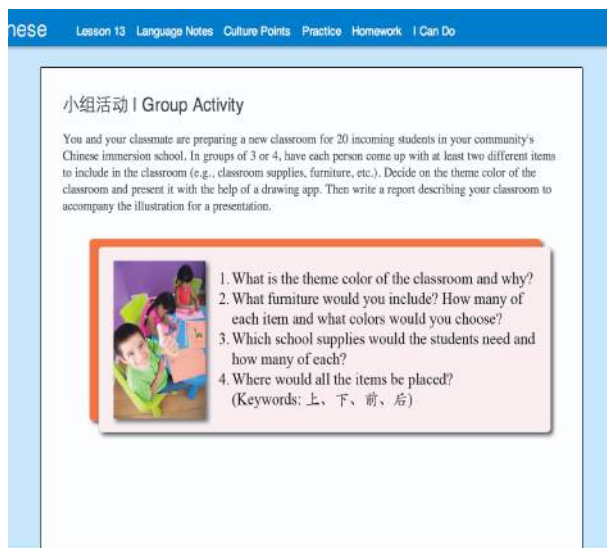 nese Lesson 13 Language Notes Culture Points Practice Homework I Can Do
小组活动 I Group Activity
You and your classmate are preparing a new classroom for 20 incoming students in your community's
Chinese immersion school. In groups of 3 or 4, have each person come up with at least two different items
to include in the classroom (e.g., classroom supplies, furniture, etc.). Decide on the theme color of the
classroom and present it with the help of a drawing app. Then write a report describing your classroom to
accompany the illustration for a presentation.
1. What is the theme color of the classroom and why?
2. What furniture would you include? How many of
each item and what colors would you choose?
3. Which school supplies would the students need and
how many of each?
4. Where would all the items be placed?
(Keywords: 上、下、前、后)